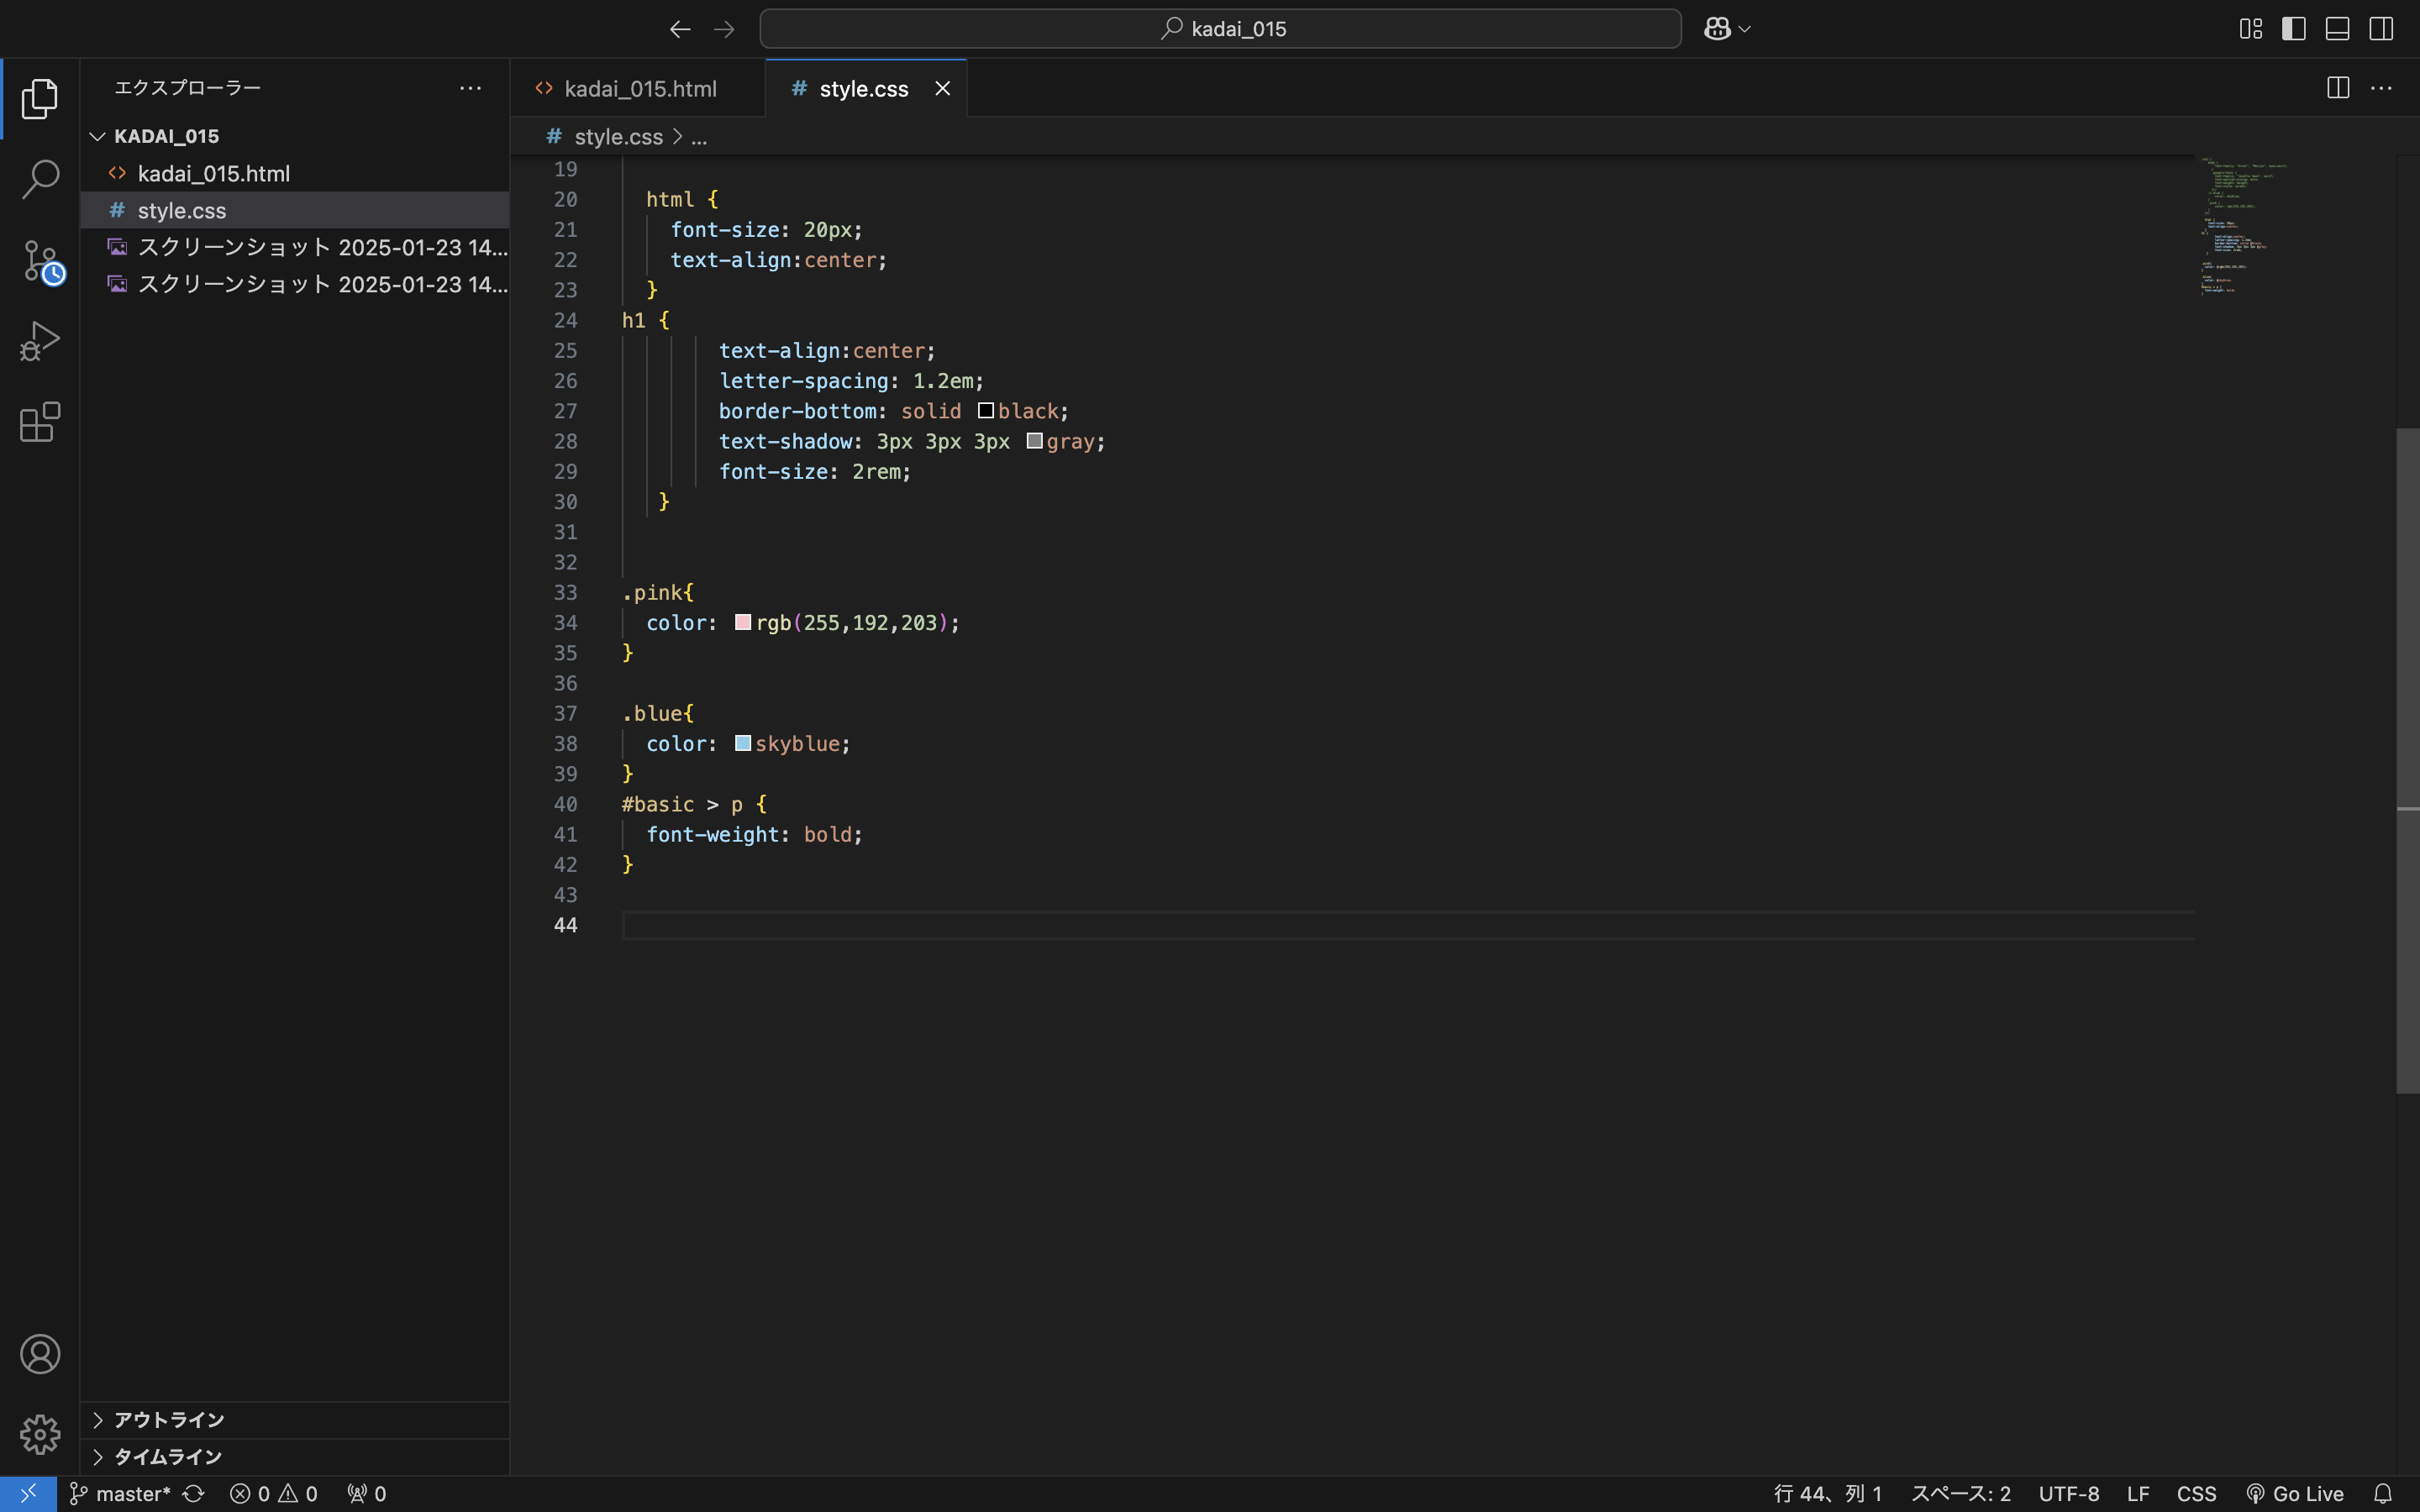 kadai_015
エクスプローラー
kadai_015.html
style.css
KADAI_015
style.css > ...
kadai_015.html
style.css
スクリーンショット 2025-01-23 14...
スクリーンショット 2025-01-23 14...
19
20 html {
21 font-size: 20px;
22 text-align:center;
23 }
24 h1 {
25 text-align:center;
26 letter-spacing: 1.2em;
27 border-bottom: solid black;
28 text-shadow: 3px 3px 3px gray;
29 font-size: 2rem;
30 }
31
32
33 .pink{
34 color: rgb(255,192,203);
35 }
36
37 .blue{
38 color: skyblue;
39 }
40 #basic > p {
41 font-weight: bold;
42 }
43
44
アウトライン
タイムライン
master* 0 0 0 行 44、列 1 スペース: 2 UTF-8 LF CSS Go Live